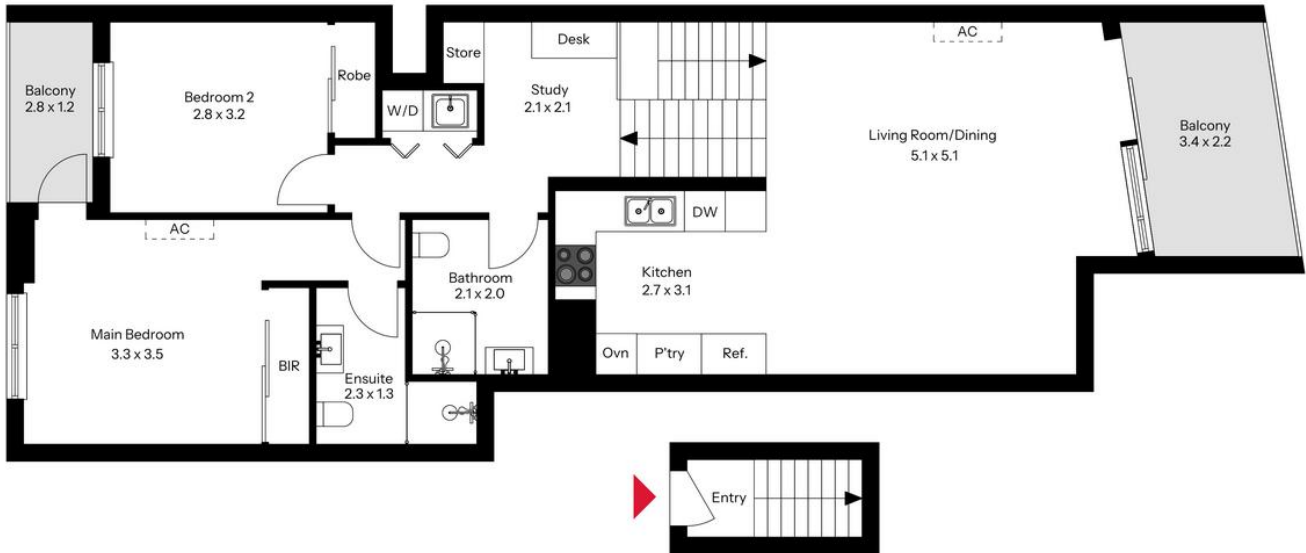 Balcony
2.8 x 1.2
Bedroom 2
2.8 x 3.2
Robe
Store
Desk
W/D
Study
2.1 x 2.1
AC
Living Room/Dining
5.1 x 5.1
Balcony
3.4 x 2.2
AC
DW
Kitchen
2.7 x 3.1
Bathroom
2.1 x 2.0
Main Bedroom
3.3 x 3.5
BIR
Ensuite
2.3 x 1.3
Ovn
P'try
Ref.
Entry